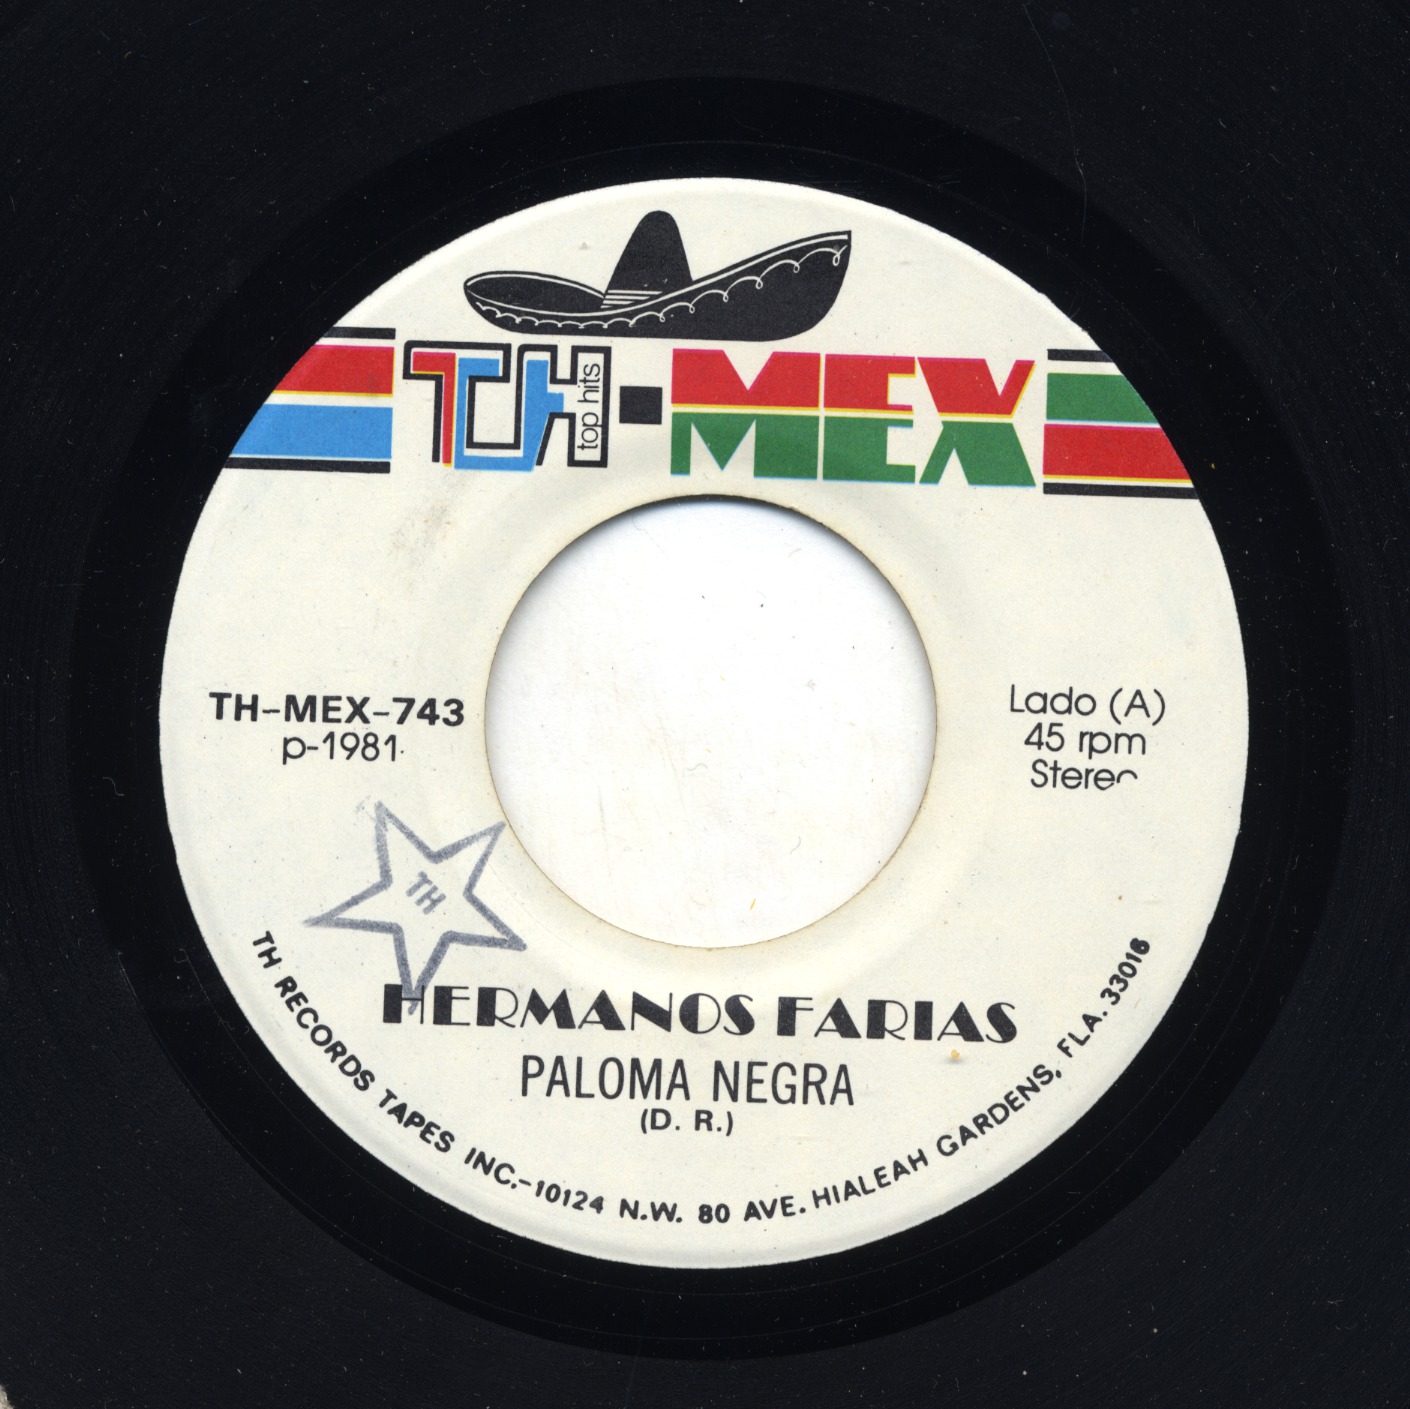 TH top hits - MEX
TH-MEX-743
p-1981
Lado (A)
45 rpm
Stereo
TH
HERMANOS FARIAS
PALOMA NEGRA
(D. R.)
TH RECORDS TAPES INC.-10124 N.W. 80 AVE. HIALEAH GARDENS, FLA. 33016